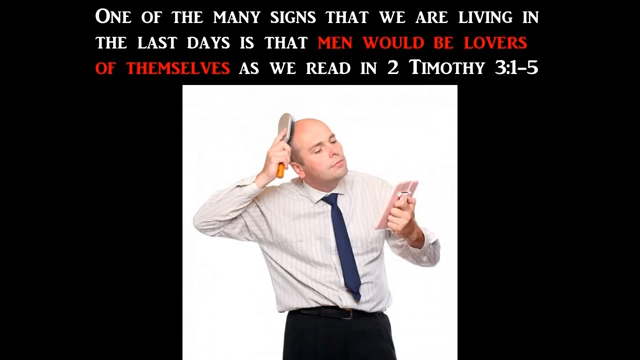 One of the many signs that we are living in
the last days is that men would be lovers
of themselves as we read in 2 Timothy 3:1-5